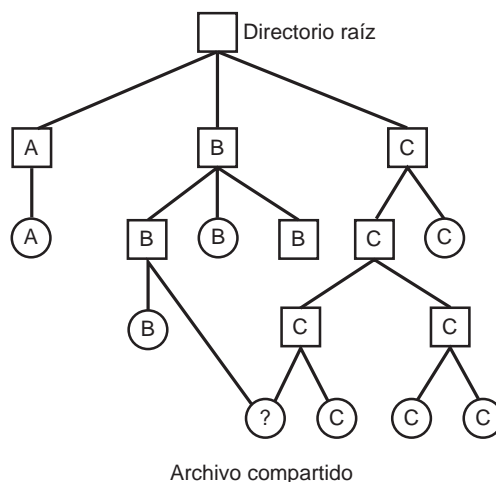 Directorio raíz
A B C
A B B B C C
B C C
? C C C
Archivo compartido